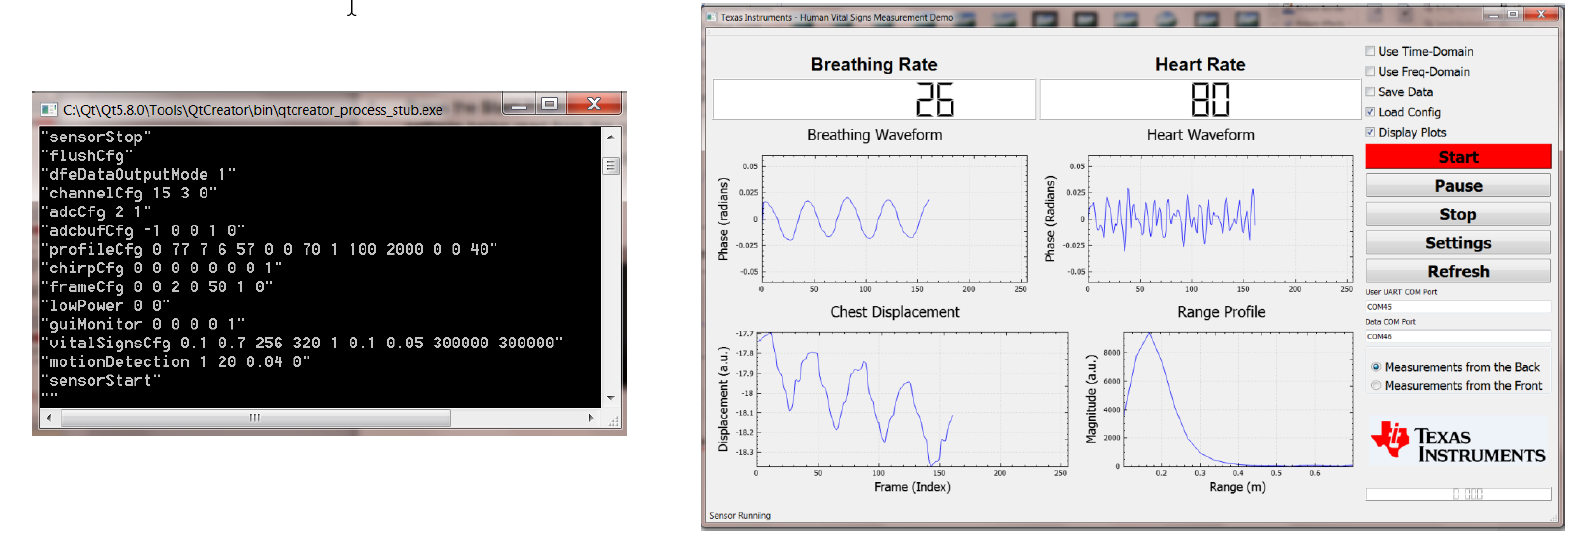 C:\Qt\Qt5.8.0\Tools\QtCreator\bin\qtcreator_process_stub.exe
"sensorStop"
"flushCfg"
"dfeDataOutputMode 1"
"channelCfg 15 3 0"
"adcCfg 2 1"
"adcbufCfg -1 0 0 1 0"
"profileCfg 0 77 7 6 57 0 0 70 1 100 2000 0 0 40"
"chirpCfg 0 0 0 0 0 0 0 1"
"frameCfg 0 0 2 0 50 1 0"
"lowPower 0 0"
"guiMonitor 0 0 0 0 1"
"vitalSignsCfg 0.1 0.7 256 320 1 0.1 0.05 300000 300000"
"motionDetection 1 20 0.04 0"
"sensorStart"
""
Texas Instruments - Human Vital Signs Measurement Demo
Breathing Rate
26
Heart Rate
80
Breathing Waveform
Phase (radians)
0.05
0.025
0
-0.025
-0.05
0 50 100 150 200 250
Heart Waveform
Phase (Radians)
0.05
0.025
0
-0.025
-0.05
0 50 100 150 200 250
Chest Displacement
Displacement (a.u.)
-17.7
-17.8
-17.9
-18
-18.1
-18.2
-18.3
0 50 100 150 200 250
Frame (Index)
Range Profile
Magnitude (a.u.)
8000
6000
4000
2000
0
0.2 0.3 0.4 0.5 0.6
Range (m)
Use Time-Domain
Use Freq-Domain
Save Data
Load Config
Display Plots
Start
Pause
Stop
Settings
Refresh
User UART COM Port
COM45
Data COM Port
COM46
Measurements from the Back
Measurements from the Front
TEXAS
INSTRUMENTS
Sensor Running